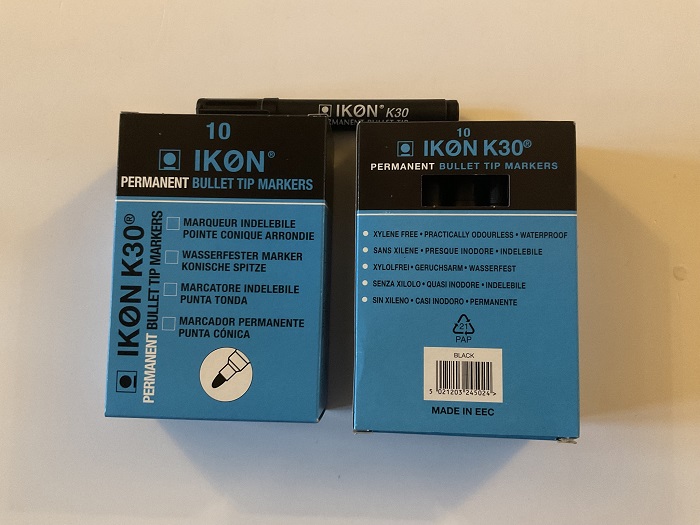 IKØN® K30
PERMANENT BULLET TIP
10
IKØN®
PERMANENT BULLET TIP MARKERS
IKØN K30®
PERMANENT BULLET TIP MARKERS
MARQUEUR INDELEBILE
POINTE CONIQUE ARRONDIE
WASSERFESTER MARKER
KONISCHE SPITZE
MARCATORE INDELEBILE
PUNTA TONDA
MARCADOR PERMANENTE
PUNTA CÓNICA
10
IKØN K30®
PERMANENT BULLET TIP MARKERS
XYLENE FREE • PRACTICALLY ODOURLESS • WATERPROOF
SANS XILENE • PRESQUE INODORE • INDELEBILE
XYLOLFREI • GERUCHSARM • WASSERFEST
SENZA XILOLO • QUASI INODORE • INDELEBILE
SIN XILENO • CASI INODORO • PERMANENTE
21
PAP
BLACK
5 021203 245024 >
MADE IN EEC